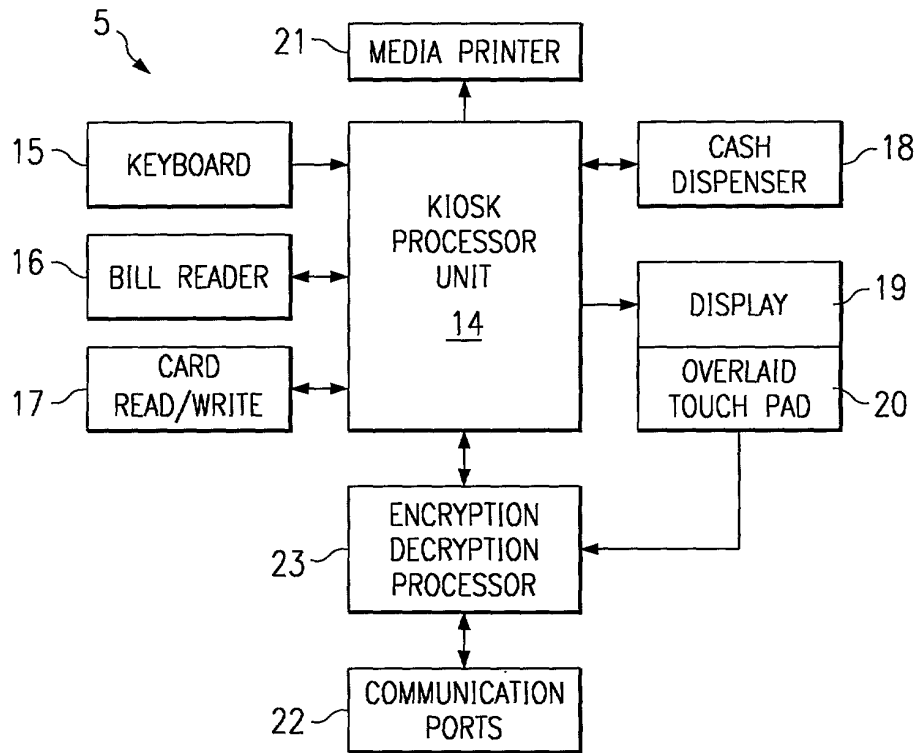 5
21
MEDIA PRINTER
15
KEYBOARD
16
BILL READER
17
CARD
READ/WRITE
KIOSK
PROCESSOR
UNIT
14
CASH
DISPENSER
18
DISPLAY
19
OVERLAID
TOUCH PAD
20
ENCRYPTION
DECRYPTION
PROCESSOR
23
COMMUNICATION
PORTS
22